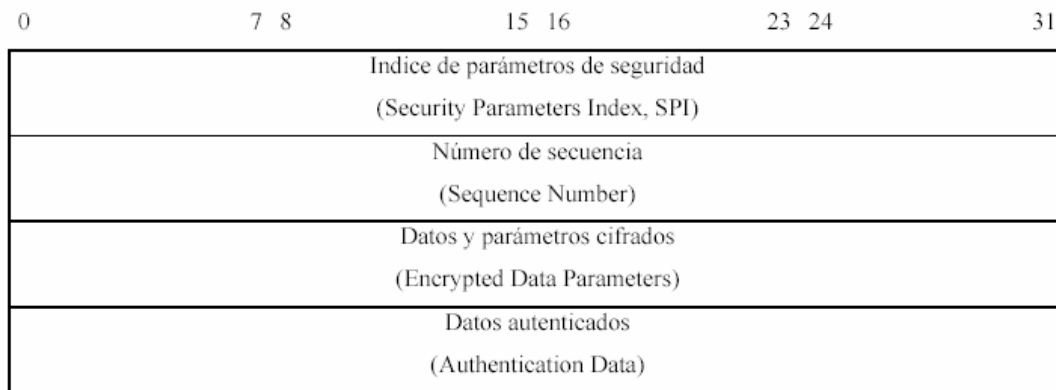 0 7 8 15 16 23 24 31
Indice de parámetros de seguridad
(Security Parameters Index, SPI)
Número de secuencia
(Sequence Number)
Datos y parámetros cifrados
(Encrypted Data Parameters)
Datos autenticados
(Authentication Data)